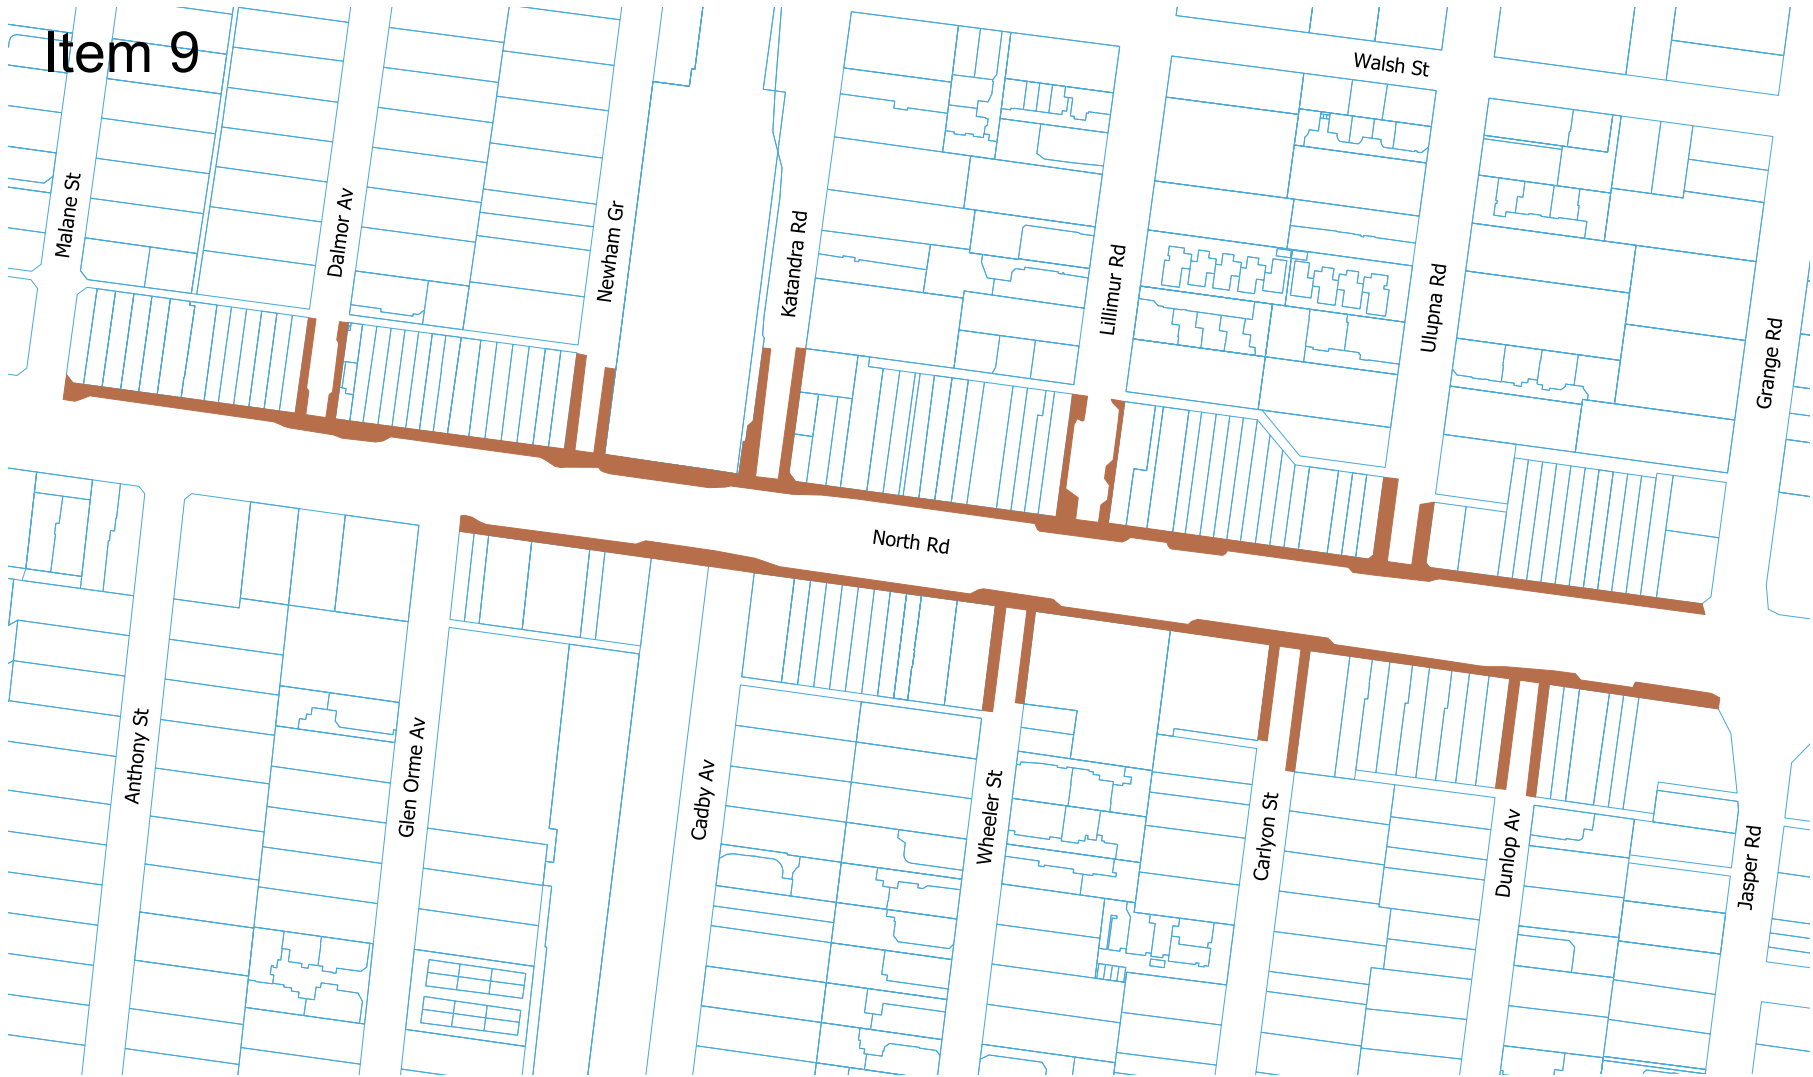 Item 9
Walsh St
Malane St
Dalmor Av
Newham Gr
Katandra Rd
Lillimur Rd
Ulupna Rd
Grange Rd
North Rd
Anthony St
Glen Orme Av
Cadby Av
Wheeler St
Carlyon St
Dunlop Av
Jasper Rd